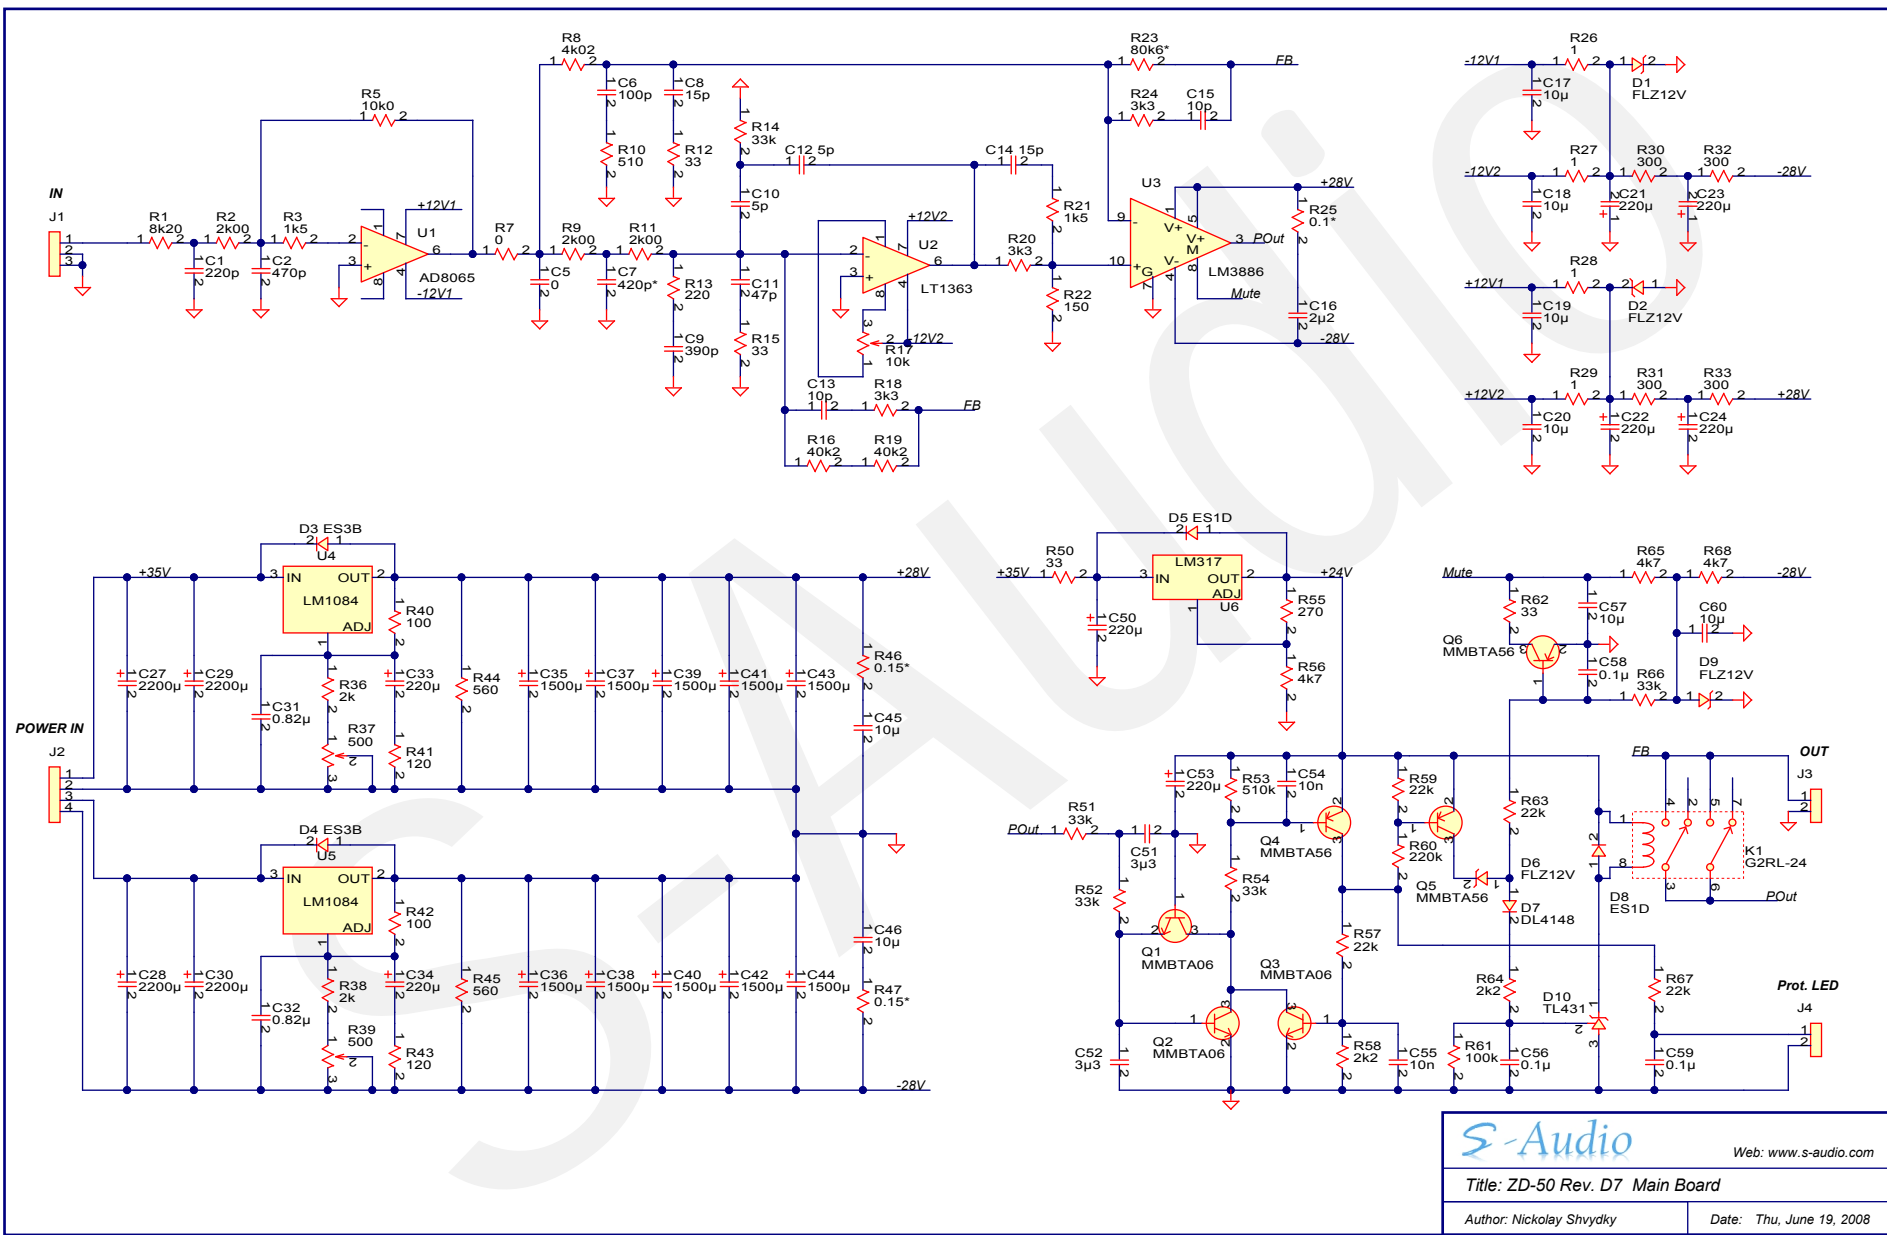 IN
J1
1
2
3
R1
8k20
C1
220p
R2
2k00
C2
470p
R3
1k5
R5
10k0
U1
AD8065
+12V1
-12V1
R7
0
C5
0
R8
4k02
R9
2k00
C7
420p*
R11
2k00
C6
100p
R10
510
C8
15p
R12
33
R13
220
C9
390p
R14
33k
C10
5p
C11
47p
R15
33
C12 5p
U2
LT1363
+12V2
-12V2
R17
10k
C13
10p
R18
3k3
FB
R16
40k2
R19
40k2
C14 15p
R20
3k3
R21
1k5
R22
150
R23
80k6*
FB
R24
3k3
C15
10p
U3
LM3886
V+
V+
M
V-
G
POut
Mute
+28V
R25
0.1*
C16
2µ2
-28V
-12V1
R26
1
C17
10µ
D1
FLZ12V
-12V2
R27
1
R30
300
R32
300
-28V
C18
10µ
C21
220µ
C23
220µ
+12V1
R28
1
C19
10µ
D2
FLZ12V
+12V2
R29
1
R31
300
R33
300
+28V
C20
10µ
C22
220µ
C24
220µ
POWER IN
J2
1
2
3
4
+35V
D3 ES3B
U4
IN
OUT
LM1084
ADJ
+28V
R40
100
C27
2200µ
C29
2200µ
C31
0.82µ
R36
2k
R37
500
C33
220µ
R41
120
R44
560
C35
1500µ
C37
1500µ
C39
1500µ
C41
1500µ
C43
1500µ
R46
0.15*
C45
10µ
D4 ES3B
U5
IN
OUT
LM1084
ADJ
R42
100
C28
2200µ
C30
2200µ
C32
0.82µ
R38
2k
R39
500
C34
220µ
R43
120
R45
560
C36
1500µ
C38
1500µ
C40
1500µ
C42
1500µ
C44
1500µ
C46
10µ
R47
0.15*
-28V
+35V
R50
33
D5 ES1D
LM317
IN
OUT
ADJ
U6
+24V
C50
220µ
R55
270
R56
4k7
POut
R51
33k
C51
3µ3
R52
33k
C52
3µ3
C53
220µ
R53
510k
C54
10n
R54
33k
Q1
MMBTA06
Q2
MMBTA06
Q3
MMBTA06
Q4
MMBTA56
R57
22k
R58
2k2
C55
10n
R59
22k
R60
220k
Q5
MMBTA56
D6
FLZ12V
D7
DL4148
R63
22k
R64
2k2
R61
100k
C56
0.1µ
D10
TL431
D8
ES1D
K1
G2RL-24
FB
POut
OUT
J3
1
2
R67
22k
C59
0.1µ
Prot. LED
J4
1
2
Mute
R62
33
Q6
MMBTA56
C57
10µ
C58
0.1µ
R65
4k7
R68
4k7
-28V
C60
10µ
R66
33k
D9
FLZ12V
S-Audio
S-Audio
Web: www.s-audio.com
Title: ZD-50 Rev. D7 Main Board
Author: Nickolay Shvydky
Date: Thu, June 19, 2008